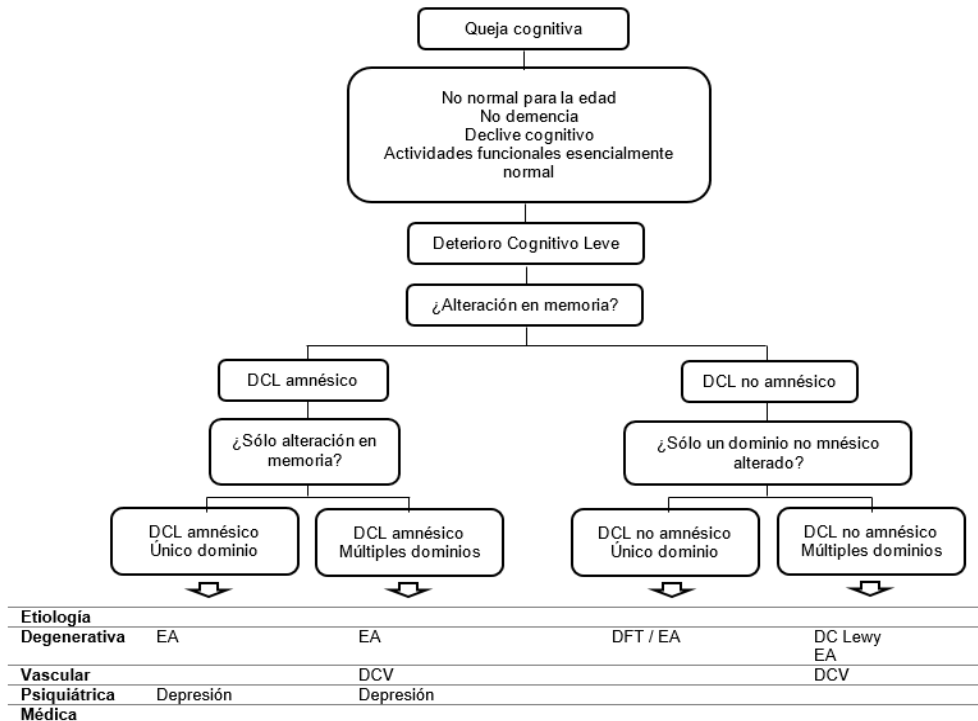 Queja cognitiva
No normal para la edad
No demencia
Declive cognitivo
Actividades funcionales esencialmente
normal
Deterioro Cognitivo Leve
¿Alteración en memoria?
DCL amnésico
DCL no amnésico
¿Sólo alteración en
memoria?
¿Sólo un dominio no mnésico
alterado?
DCL amnésico
Único dominio
DCL amnésico
Múltiples dominios
DCL no amnésico
Único dominio
DCL no amnésico
Múltiples dominios
Etiología
Degenerativa EA EA DFT / EA DC Lewy
EA
Vascular DCV DCV
Psiquiátrica Depresión Depresión
Médica